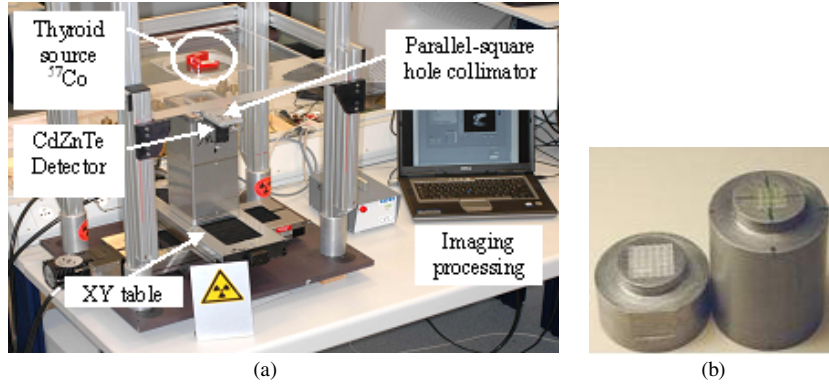 Thyroid
source
57Co
Parallel-square
hole collimator
CdZnTe
Detector
Imaging
processing
XY table
(a)
(b)